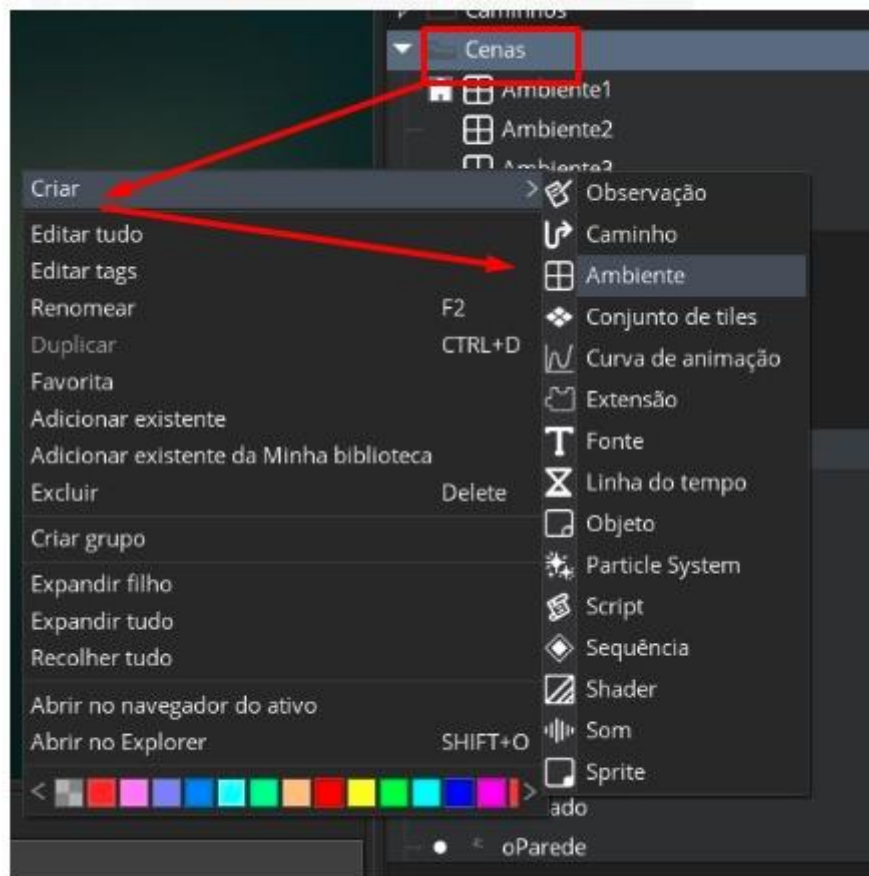 Caminhos
Cenas
Ambiente1
Ambiente2
Ambiente3
Criar
Editar tudo
Editar tags
Renomear F2
Duplicar CTRL+D
Favorita
Adicionar existente
Adicionar existente da Minha biblioteca
Excluir Delete
Criar grupo
Expandir filho
Expandir tudo
Recolher tudo
Abrir no navegador do ativo
Abrir no Explorer SHIFT+O
Observação
Caminho
Ambiente
Conjunto de tiles
Curva de animação
Extensão
Fonte
Linha do tempo
Objeto
Particle System
Script
Sequência
Shader
Som
Sprite
ado
oParede